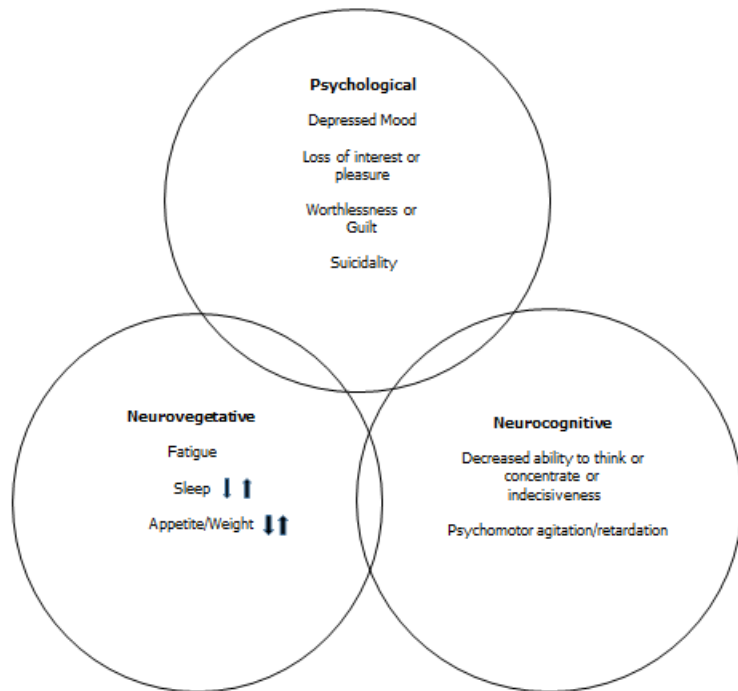 Psychological
Depressed Mood
Loss of interest or
pleasure
Worthlessness or
Guilt
Suicidality
Neurovegetative
Fatigue
Sleep ↓ ↑
Appetite/Weight ↓↑
Neurocognitive
Decreased ability to think or
concentrate or
indecisiveness
Psychomotor agitation/retardation